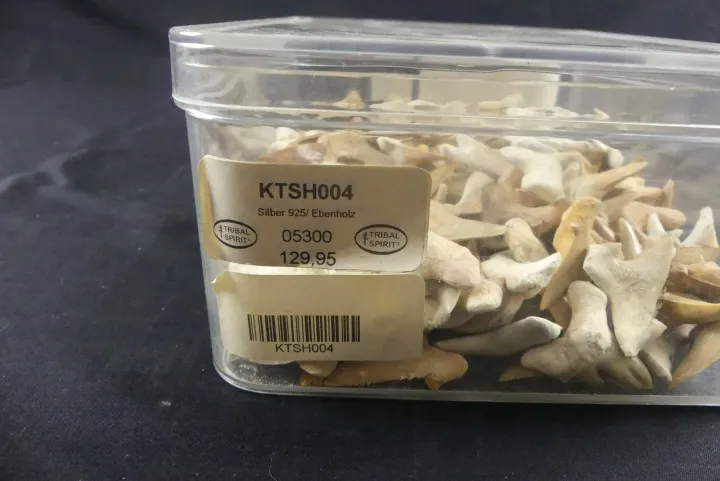 KTSH004
Silber 925/ Ebenholz
TRIBAL
SPIRIT
05300
TRIBAL
SPIRIT
129,95
KTSH004